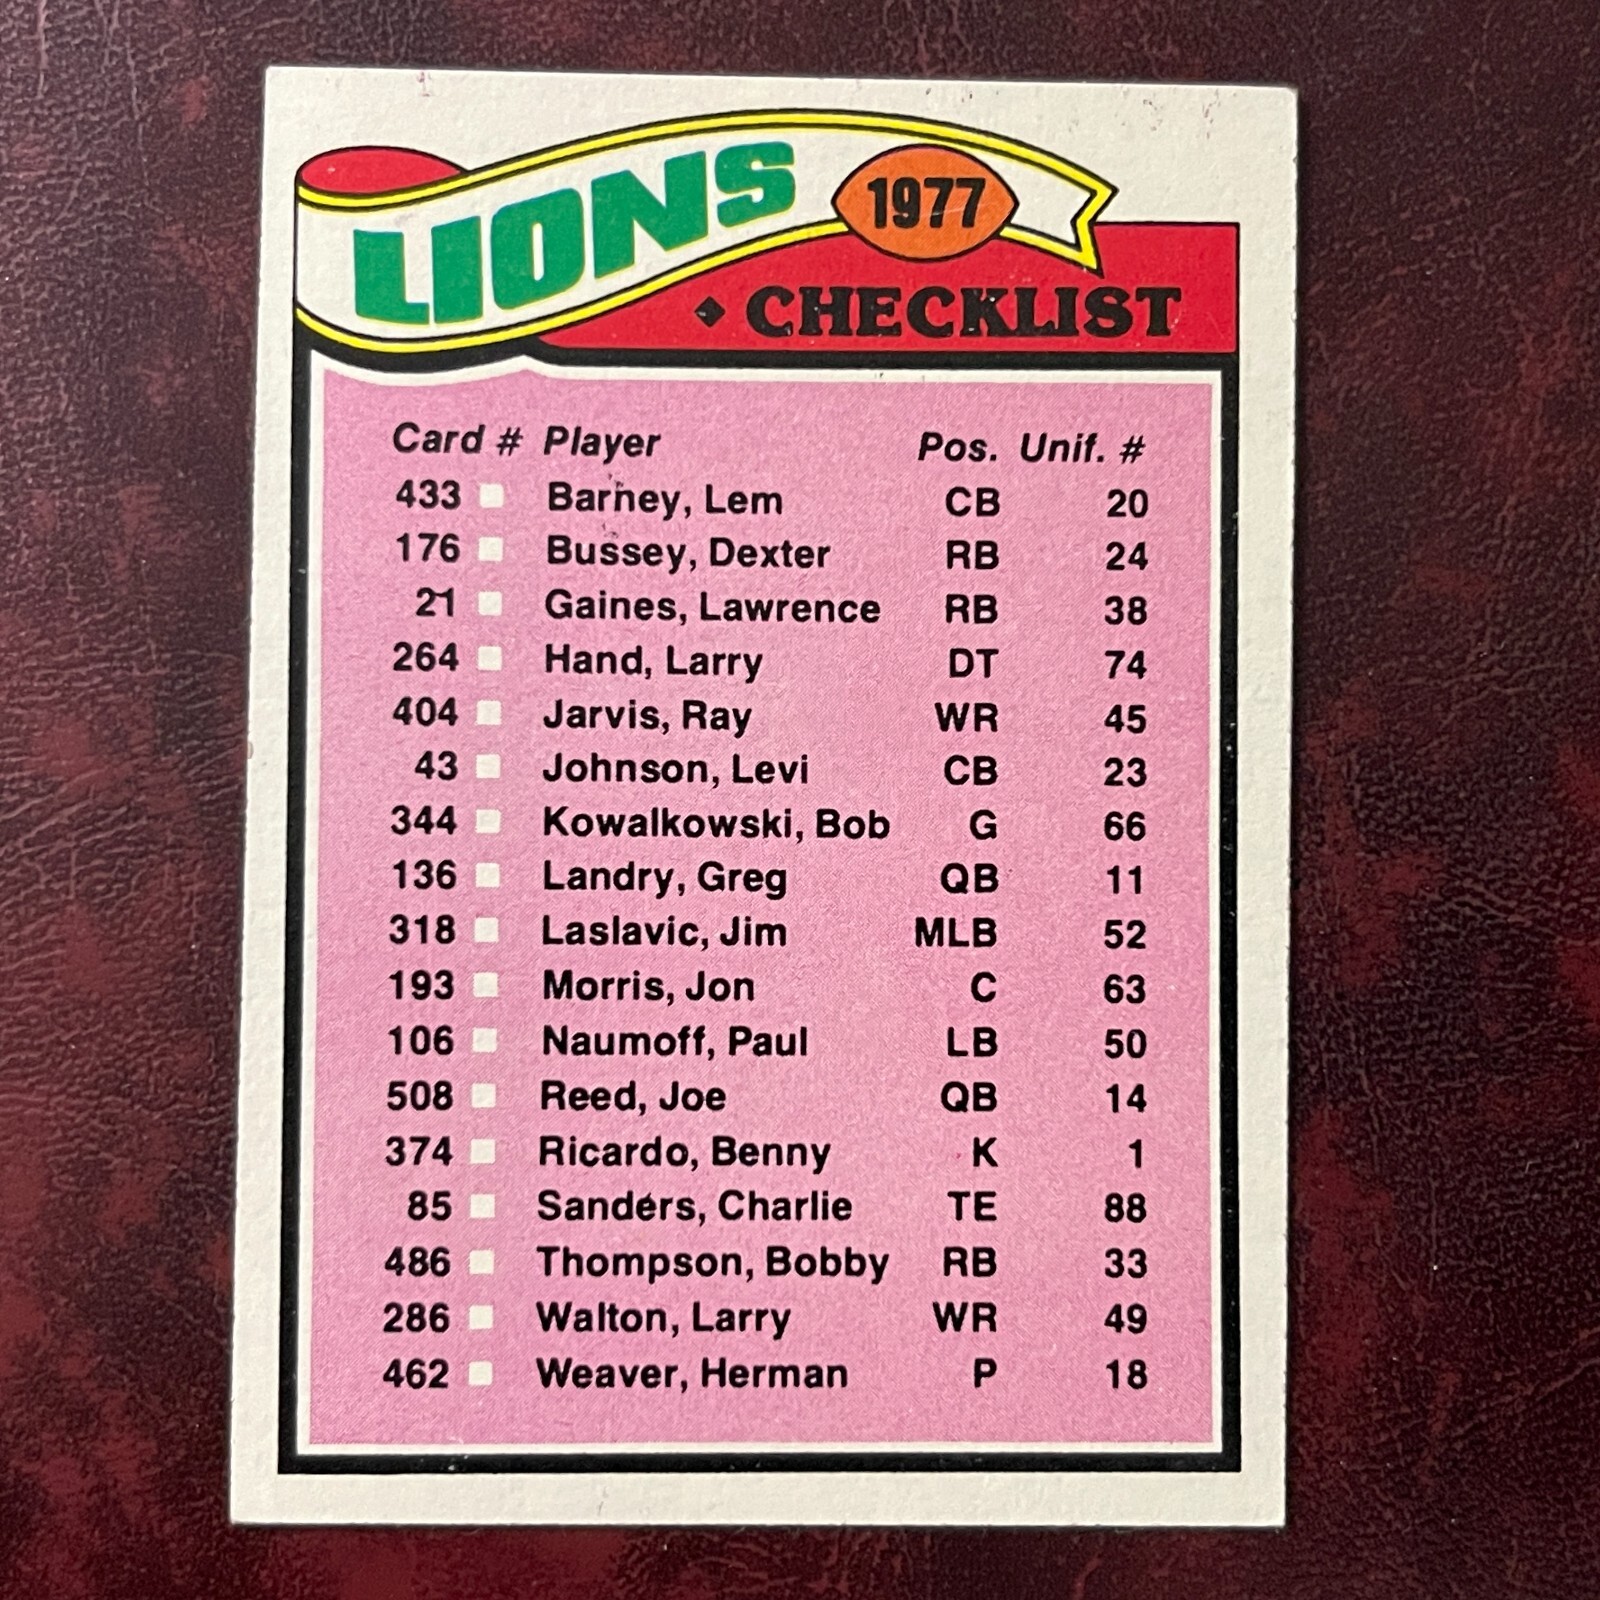 LIONS 1977
◆ CHECKLIST
Card # Player Pos. Unif. #
433 Barney, Lem CB 20
176 Bussey, Dexter RB 24
21 Gaines, Lawrence RB 38
264 Hand, Larry DT 74
404 Jarvis, Ray WR 45
43 Johnson, Levi CB 23
344 Kowalkowski, Bob G 66
136 Landry, Greg QB 11
318 Laslavic, Jim MLB 52
193 Morris, Jon C 63
106 Naumoff, Paul LB 50
508 Reed, Joe QB 14
374 Ricardo, Benny K 1
85 Sanders, Charlie TE 88
486 Thompson, Bobby RB 33
286 Walton, Larry WR 49
462 Weaver, Herman P 18